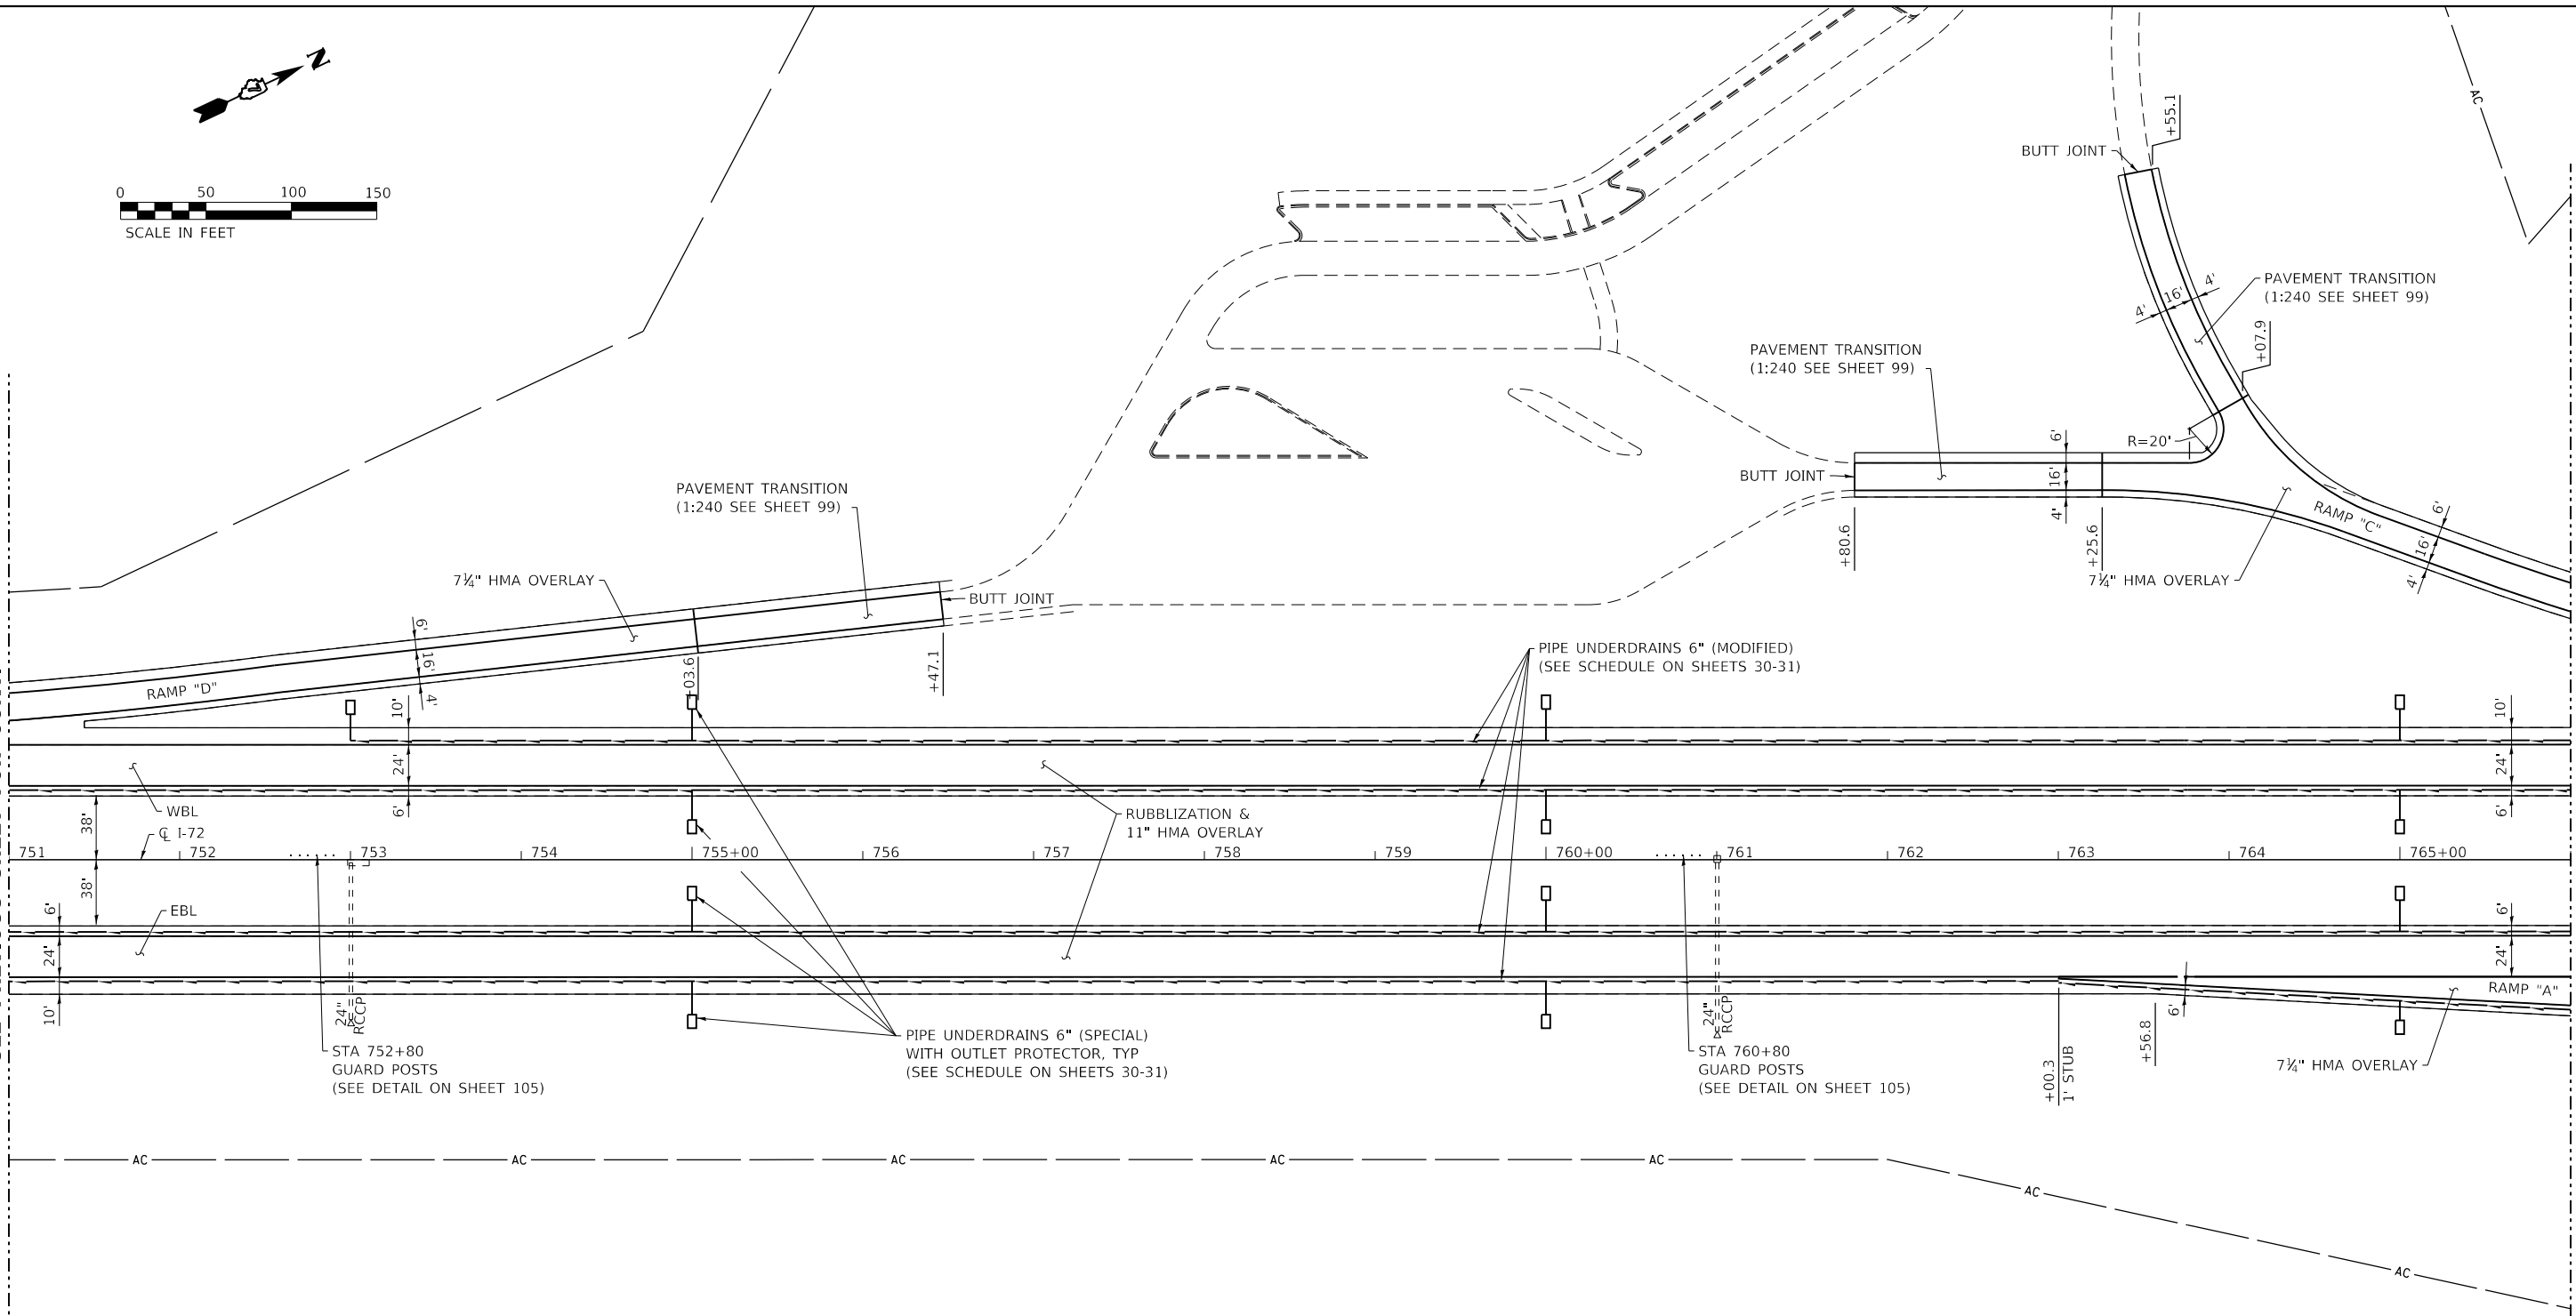 N
0 50 100 150
SCALE IN FEET
AC
+55.1
BUTT JOINT
4' 16' 4'
PAVEMENT TRANSITION
(1:240 SEE SHEET 99)
+07.9
PAVEMENT TRANSITION
(1:240 SEE SHEET 99)
R=20'
BUTT JOINT
6'
16'
4'
+80.6
+25.6
RAMP "C"
6'
16'
4'
7¼" HMA OVERLAY
PAVEMENT TRANSITION
(1:240 SEE SHEET 99)
7¼" HMA OVERLAY
BUTT JOINT
6'
16'
4'
RAMP "D"
+03.6
+47.1
PIPE UNDERDRAINS 6" (MODIFIED)
(SEE SCHEDULE ON SHEETS 30-31)
10'
24'
6'
10'
24'
6'
WBL
38'
℄ I-72
RUBBLIZATION &
11" HMA OVERLAY
751 752 753 754 755+00 756 757 758 759 760+00 761 762 763 764 765+00
38'
EBL
6'
24'
10'
6'
24'
24"
RCCP
STA 752+80
GUARD POSTS
(SEE DETAIL ON SHEET 105)
PIPE UNDERDRAINS 6" (SPECIAL)
WITH OUTLET PROTECTOR, TYP
(SEE SCHEDULE ON SHEETS 30-31)
24"
RCCP
STA 760+80
GUARD POSTS
(SEE DETAIL ON SHEET 105)
+00.3
1' STUB
+56.8
6'
RAMP "A"
7¼" HMA OVERLAY
AC AC AC AC AC
AC
AC